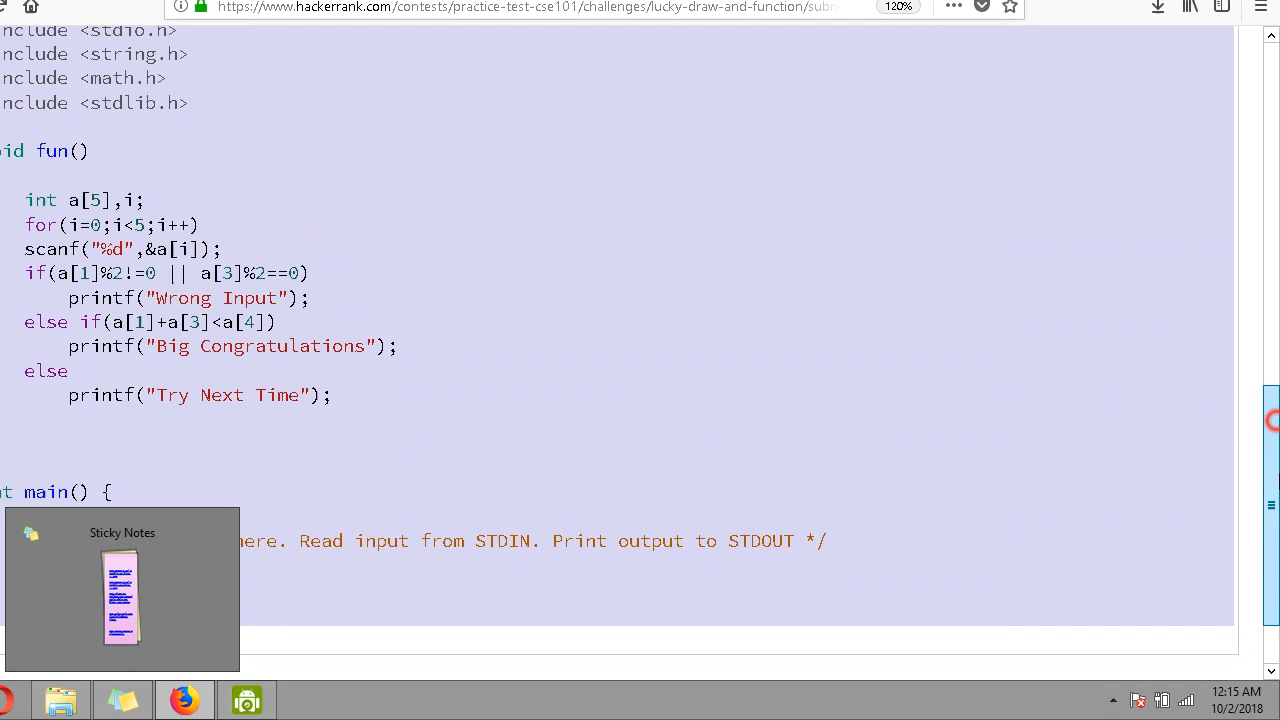 https://www.hackerrank.com/contests/practice-test-cse101/challenges/lucky-draw-and-function/subm
120%
nclude <stdio.h>
nclude <string.h>
nclude <math.h>
nclude <stdlib.h>
oid fun()
int a[5],i;
for(i=0;i<5;i++)
scanf("%d",&a[i]);
if(a[1]%2!=0 || a[3]%2==0)
printf("Wrong Input");
else if(a[1]+a[3]<a[4])
printf("Big Congratulations");
else
printf("Try Next Time");
nt main() {
Sticky Notes
here. Read input from STDIN. Print output to STDOUT */
12:15 AM
10/2/2018